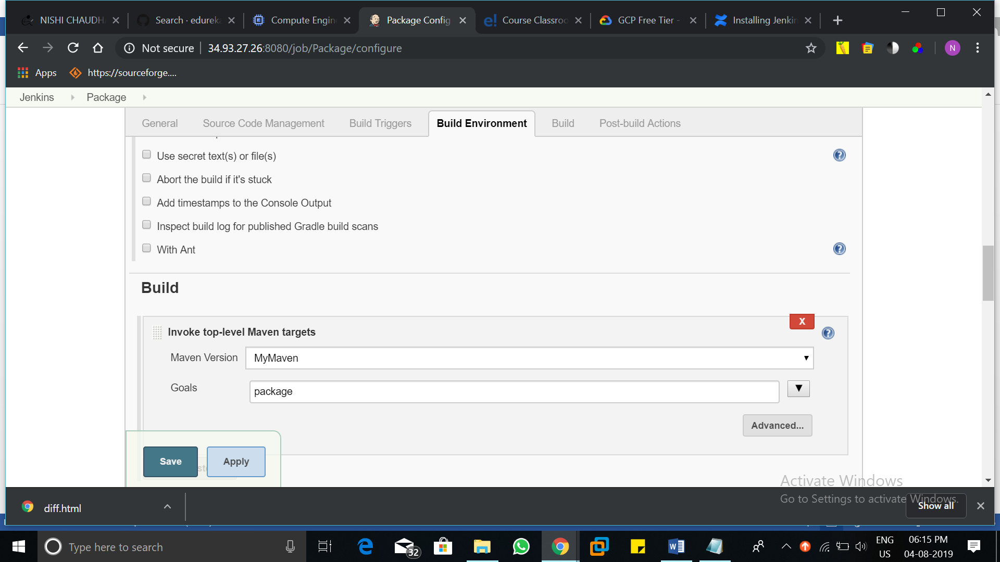 NISHI CHAUDH
Search · edurek
Compute Engin
Package Config
Course Classroo
GCP Free Tier -
Installing Jenkin
Not secure
34.93.27.26:8080/job/Package/configure
N
Apps
https://sourceforge....
Jenkins
Package
General
Source Code Management
Build Triggers
Build Environment
Build
Post-build Actions
Use secret text(s) or file(s)
?
Abort the build if it's stuck
Add timestamps to the Console Output
Inspect build log for published Gradle build scans
With Ant
?
Build
X
Invoke top-level Maven targets
?
Maven Version
MyMaven
Goals
package
Advanced...
Save
Apply
Activate Windows
Go to Settings to activate Windows.
diff.html
Show all
Type here to search
32
ENG
US
06:15 PM
04-08-2019